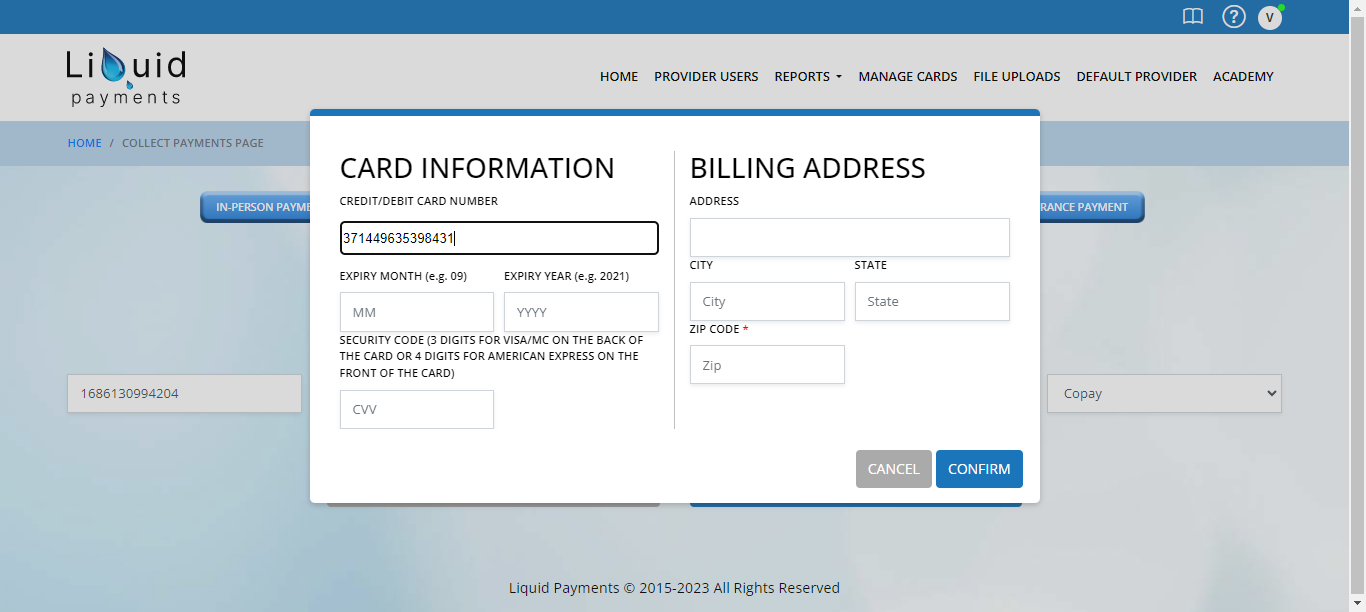 V
Liquid
payments
HOME PROVIDER USERS REPORTS MANAGE CARDS FILE UPLOADS DEFAULT PROVIDER ACADEMY
HOME / COLLECT PAYMENTS PAGE
IN-PERSON PAYME
RANCE PAYMENT
CARD INFORMATION
CREDIT/DEBIT CARD NUMBER
371449635398431
EXPIRY MONTH (e.g. 09) EXPIRY YEAR (e.g. 2021)
MM YYYY
SECURITY CODE (3 DIGITS FOR VISA/MC ON THE BACK OF
THE CARD OR 4 DIGITS FOR AMERICAN EXPRESS ON THE
FRONT OF THE CARD)
CVV
BILLING ADDRESS
ADDRESS
CITY STATE
City State
ZIP CODE *
Zip
CANCEL CONFIRM
1686130994204
Copay
Liquid Payments © 2015-2023 All Rights Reserved